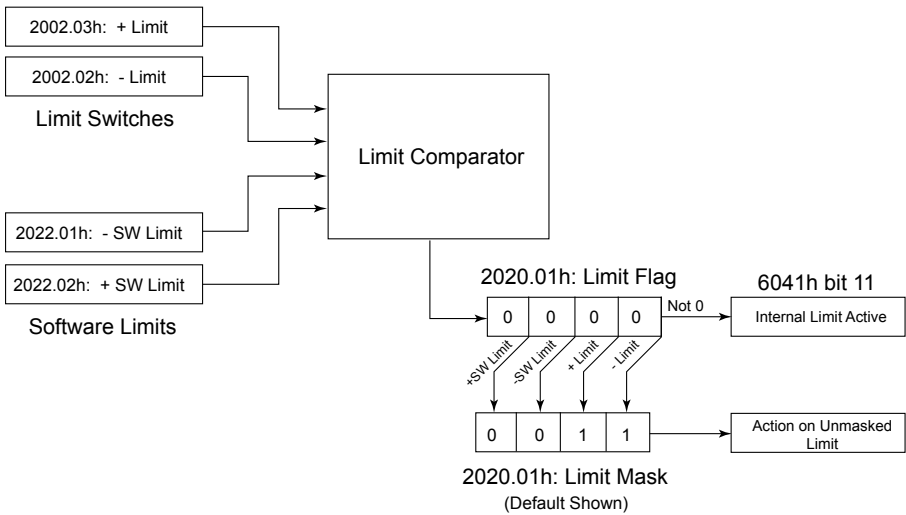 2002.03h: + Limit
2002.02h: - Limit
Limit Switches
Limit Comparator
2022.01h: - SW Limit
2022.02h: + SW Limit
Software Limits
2020.01h: Limit Flag
6041h bit 11
0 0 0 0
Not 0
Internal Limit Active
+SW Limit
-SW Limit
+ Limit
- Limit
0 0 1 1
Action on Unmasked
Limit
2020.01h: Limit Mask
(Default Shown)